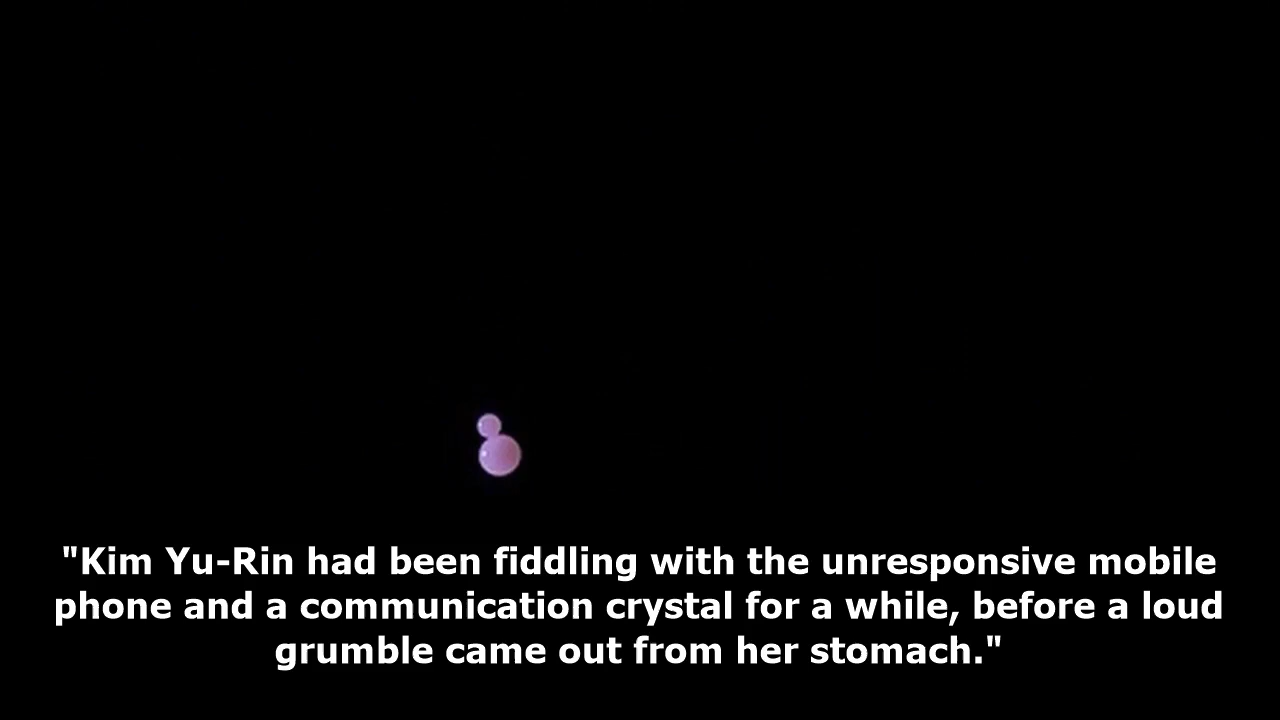 "Kim Yu-Rin had been fiddling with the unresponsive mobile
phone and a communication crystal for a while, before a loud
grumble came out from her stomach."